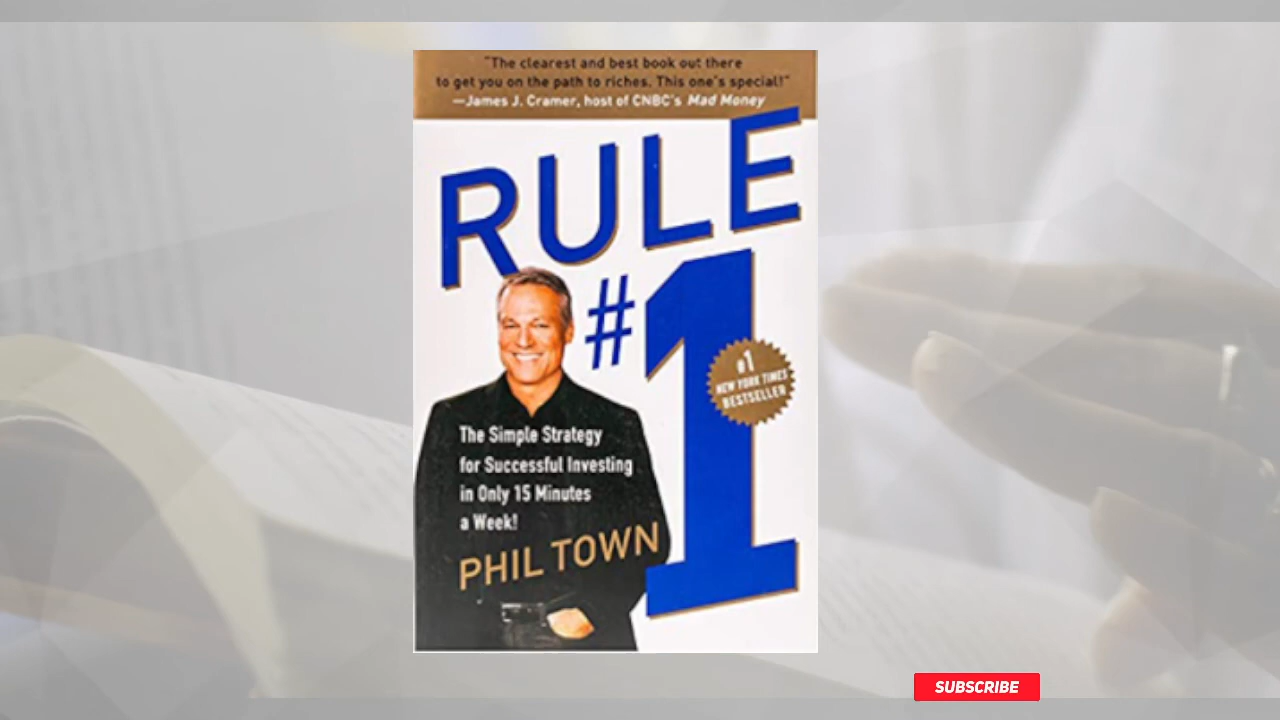 "The clearest and best book out there
to get you on the path to riches. This one's special!"
—James J. Cramer, host of CNBC's Mad Money
RULE
#1
#1
NEW YORK TIMES
BESTSELLER
The Simple Strategy
for Successful Investing
in Only 15 Minutes
a Week!
PHIL TOWN
SUBSCRIBE